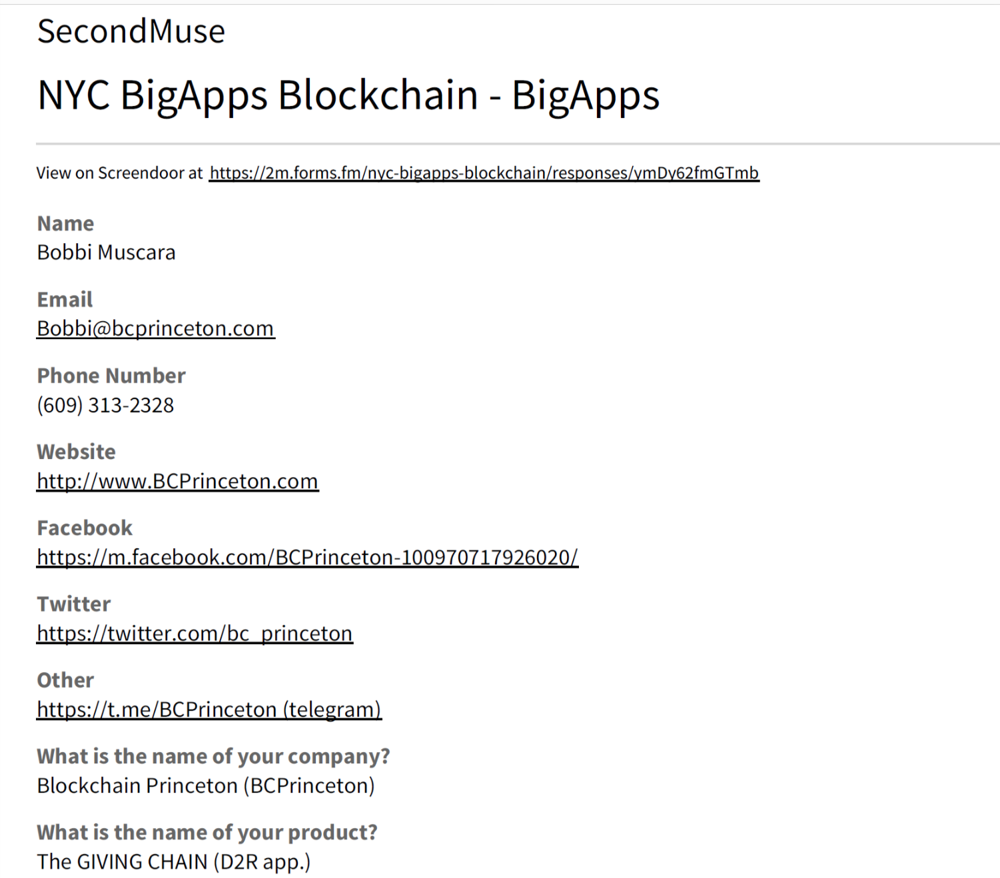 SecondMuse
NYC BigApps Blockchain - BigApps
View on Screendoor at https://2m.forms.fm/nyc-bigapps-blockchain/responses/ymDy62fmGTmb
Name
Bobbi Muscara
Email
Bobbi@bcprinceton.com
Phone Number
(609) 313-2328
Website
http://www.BCPrinceton.com
Facebook
https://m.facebook.com/BCPrinceton-100970717926020/
Twitter
https://twitter.com/bc_princeton
Other
https://t.me/BCPrinceton (telegram)
What is the name of your company?
Blockchain Princeton (BCPrinceton)
What is the name of your product?
The GIVING CHAIN (D2R app.)